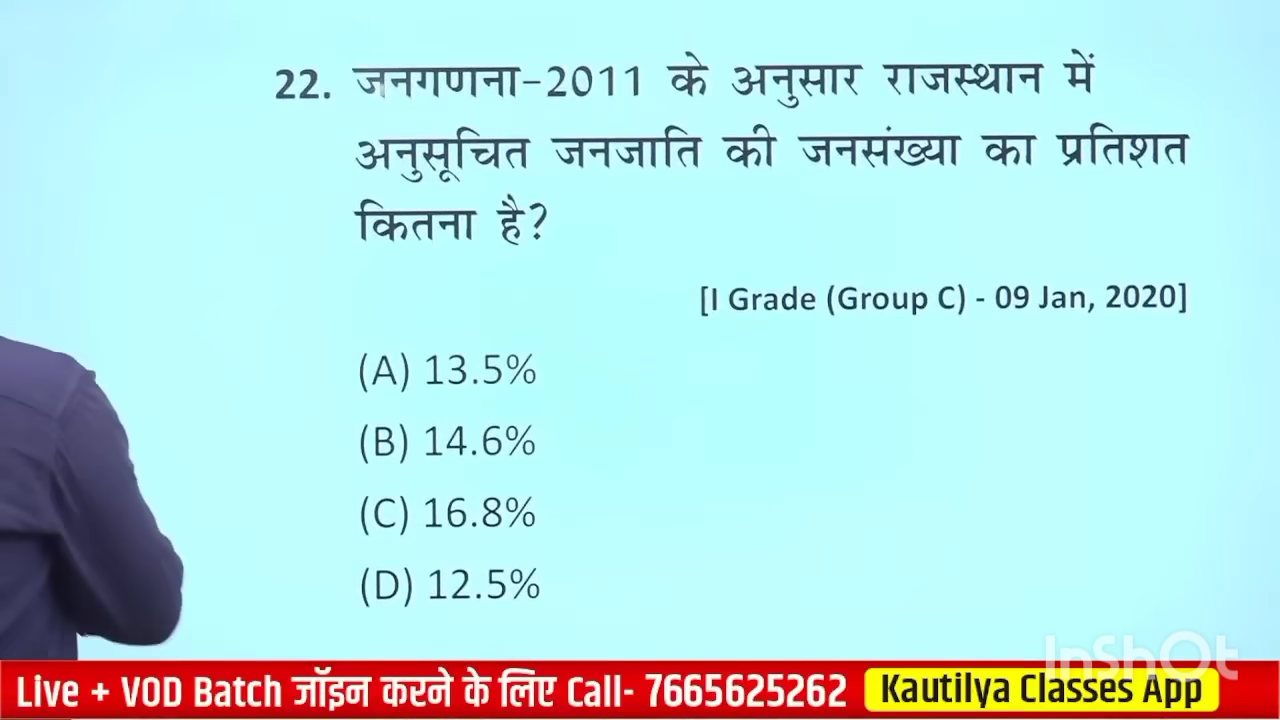 22. जनगणना-2011 के अनुसार राजस्थान में
अनुसूचित जनजाति की जनसंख्या का प्रतिशत
कितना है?
[I Grade (Group C) - 09 Jan, 2020]
(A) 13.5%
(B) 14.6%
(C) 16.8%
(D) 12.5%
InShOt
Live + VOD Batch जॉइन करने के लिए Call- 7665625262 Kautilya Classes App